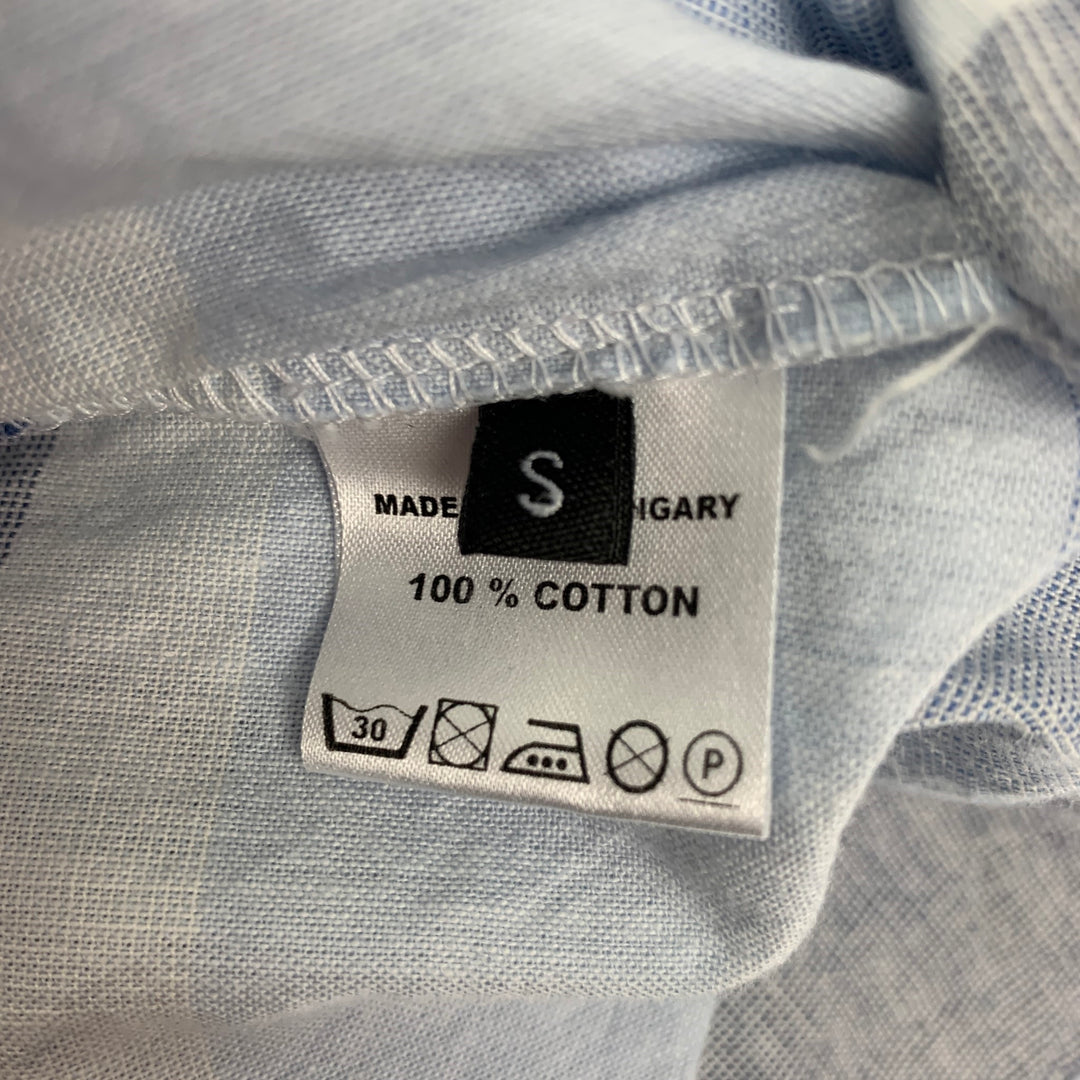 S
MADE IGARY
100 % COTTON
30 P